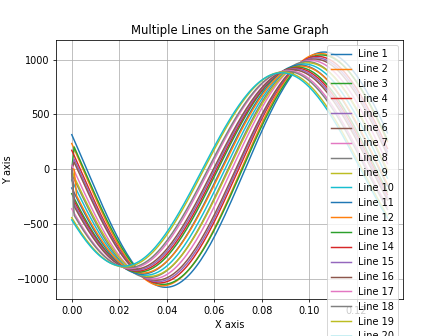 Multiple Lines on the Same Graph
Y axis
1000
500
0
−500
−1000
0.00
0.02
0.04
0.06
0.08
0.10
X axis
Line 1
Line 2
Line 3
Line 4
Line 5
Line 6
Line 7
Line 8
Line 9
Line 10
Line 11
Line 12
Line 13
Line 14
Line 15
Line 16
Line 17
Line 18
Line 19
Line 20